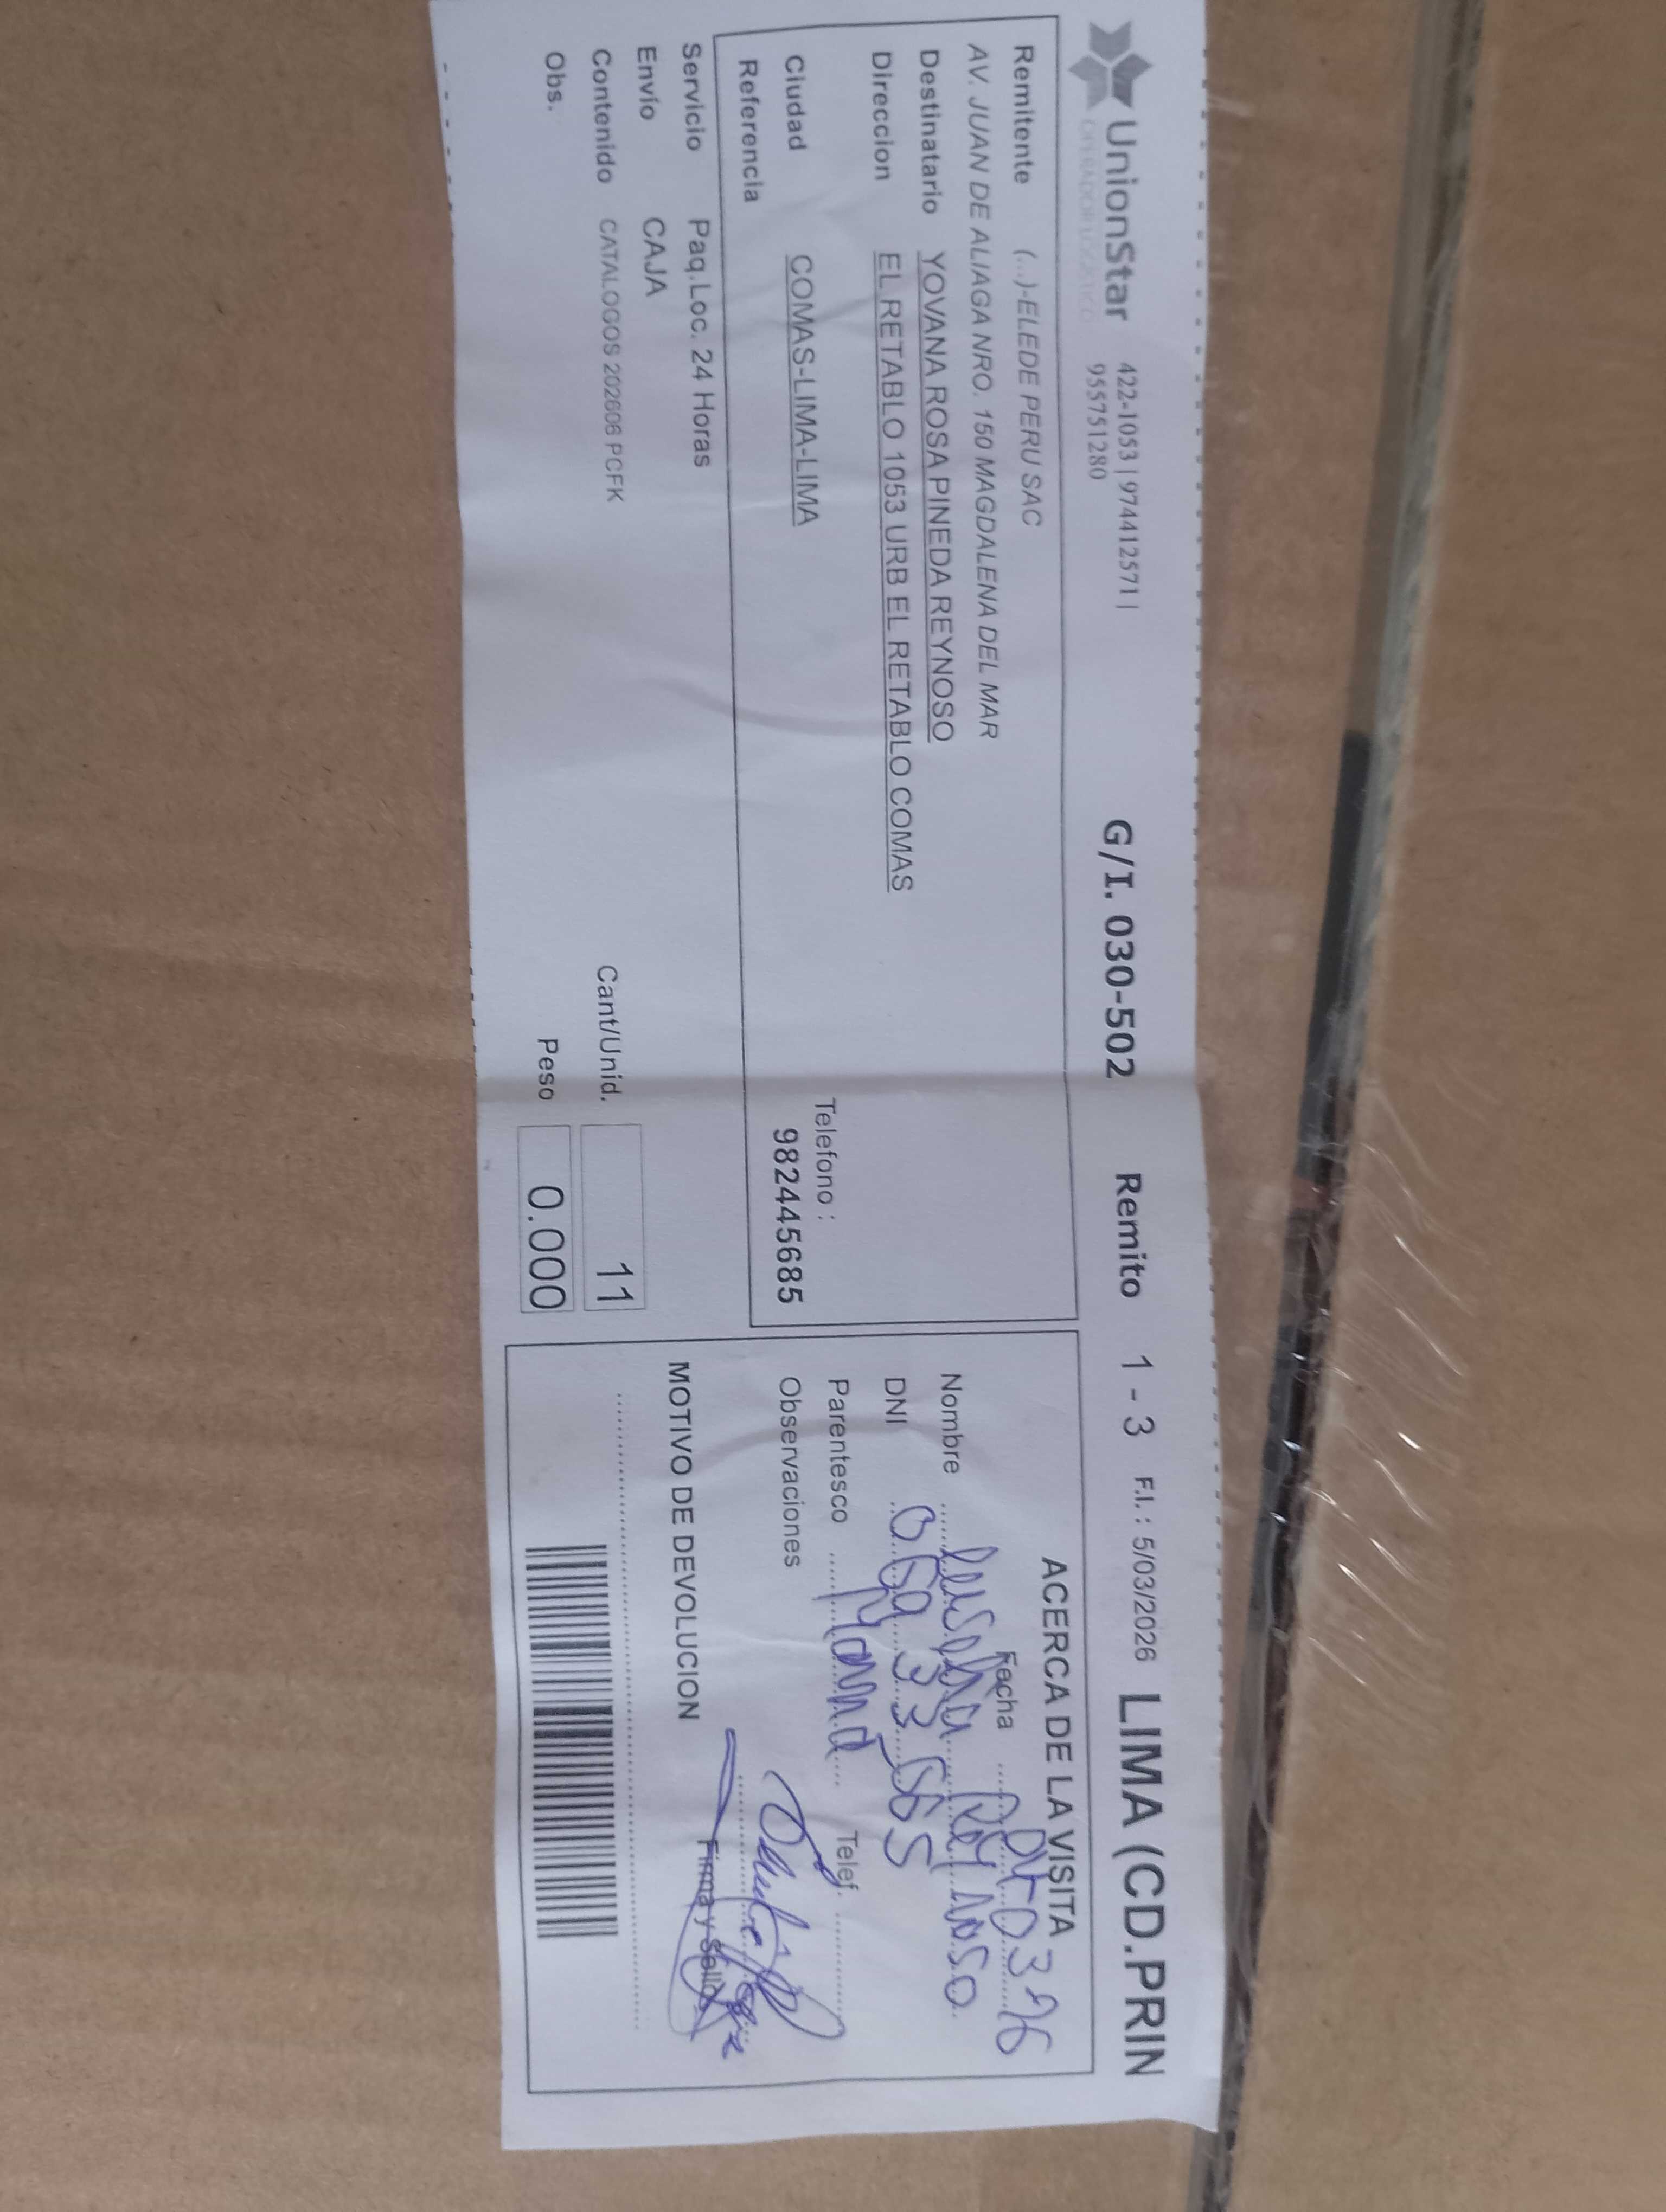 UnionStar 422-1053 | 974412571 | G/I. 030-502 Remito 1 - 3 F.I. : 5/03/2026 LIMA (CD.PRIN
OPERADOR LOGISTICO 955751280
Remitente (...)-ELEDE PERU SAC
AV. JUAN DE ALIAGA NRO. 150 MAGDALENA DEL MAR
Destinatario YOVANA ROSA PINEDA REYNOSO
Direccion EL RETABLO 1053 URB EL RETABLO COMAS
Telefono :
Ciudad COMAS-LIMA-LIMA 982445685
Referencia
Servicio Paq.Loc. 24 Horas
Envío CAJA
Contenido CATALOGOS 202606 PCFK Cant/Unid. 11
Obs. Peso 0.000
ACERCA DE LA VISITA
Fecha
Nombre Reynoso
DNI
Parentesco Mamá Telef.
Observaciones
Firma y Sello
MOTIVO DE DEVOLUCION